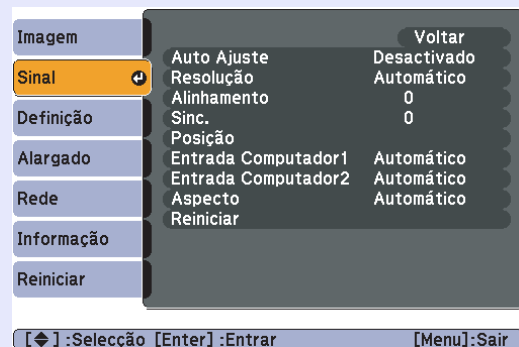 Imagem
Sinal
Definição
Alargado
Rede
Informação
Reiniciar
Voltar
Auto Ajuste Desactivado
Resolução Automático
Alinhamento 0
Sinc. 0
Posição
Entrada Computador1 Automático
Entrada Computador2 Automático
Aspecto Automático
Reiniciar
[◆] :Selecção [Enter] :Entrar [Menu]:Sair